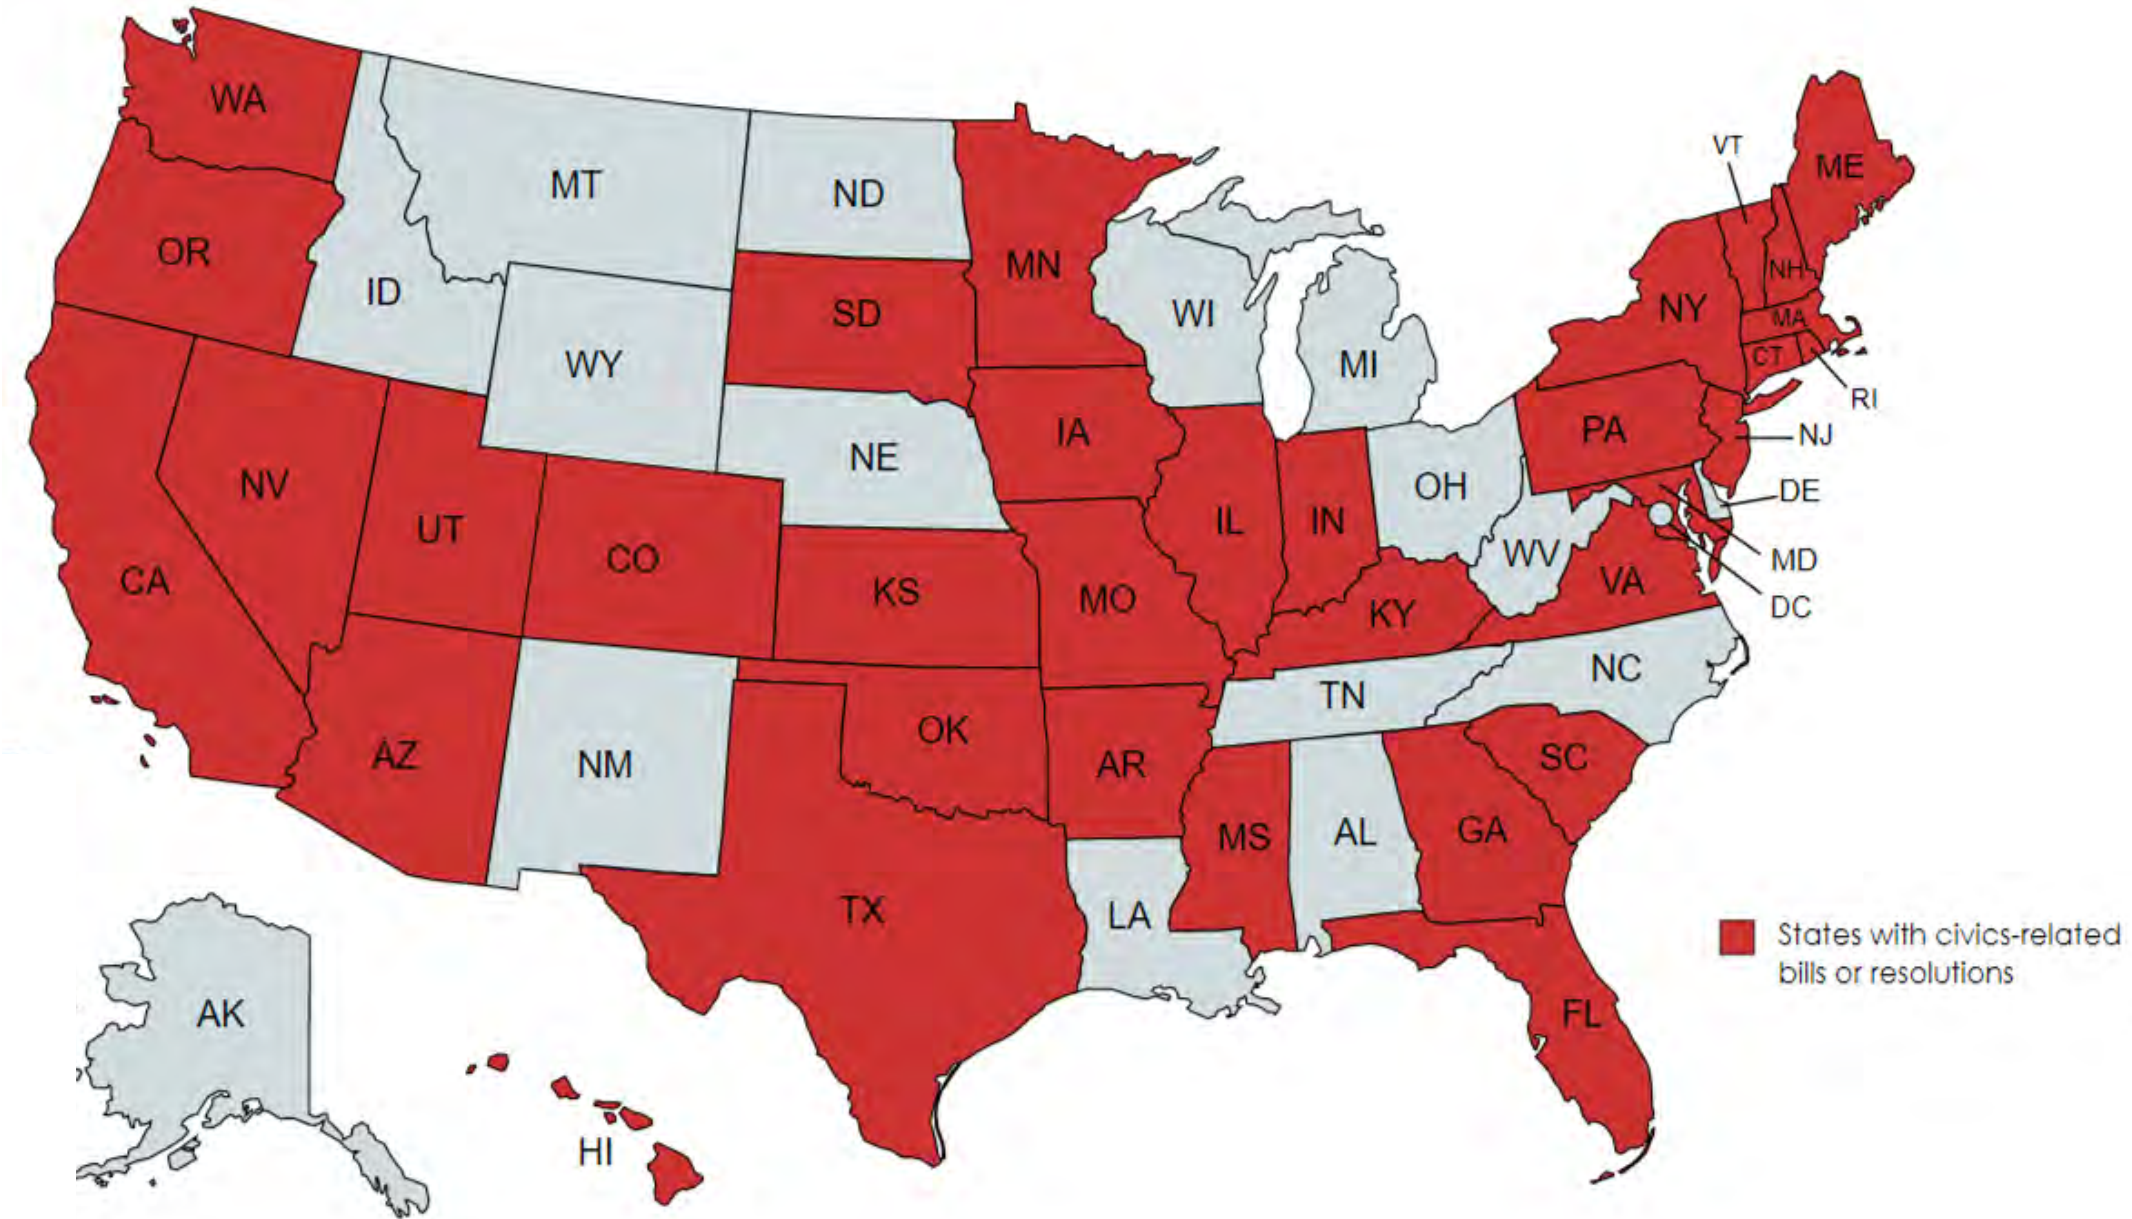 WA
VT
ME
MT
ND
OR
MN
NH
ID
SD
WI
NY
MA
WY
MI
CT
RI
IA
PA
NJ
NE
NV
OH
DE
UT
IL
IN
CO
WV
MD
CA
KS
MO
VA
KY
DC
NC
TN
OK
AZ
NM
AR
SC
MS
AL
GA
TX
LA
States with civics-related
bills or resolutions
AK
FL
HI